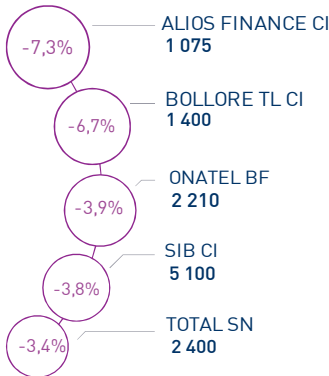 -7,3%
ALIOS FINANCE CI
1 075
-6,7%
BOLLORE TL CI
1 400
-3,9%
ONATEL BF
2 210
-3,8%
SIB CI
5 100
-3,4%
TOTAL SN
2 400